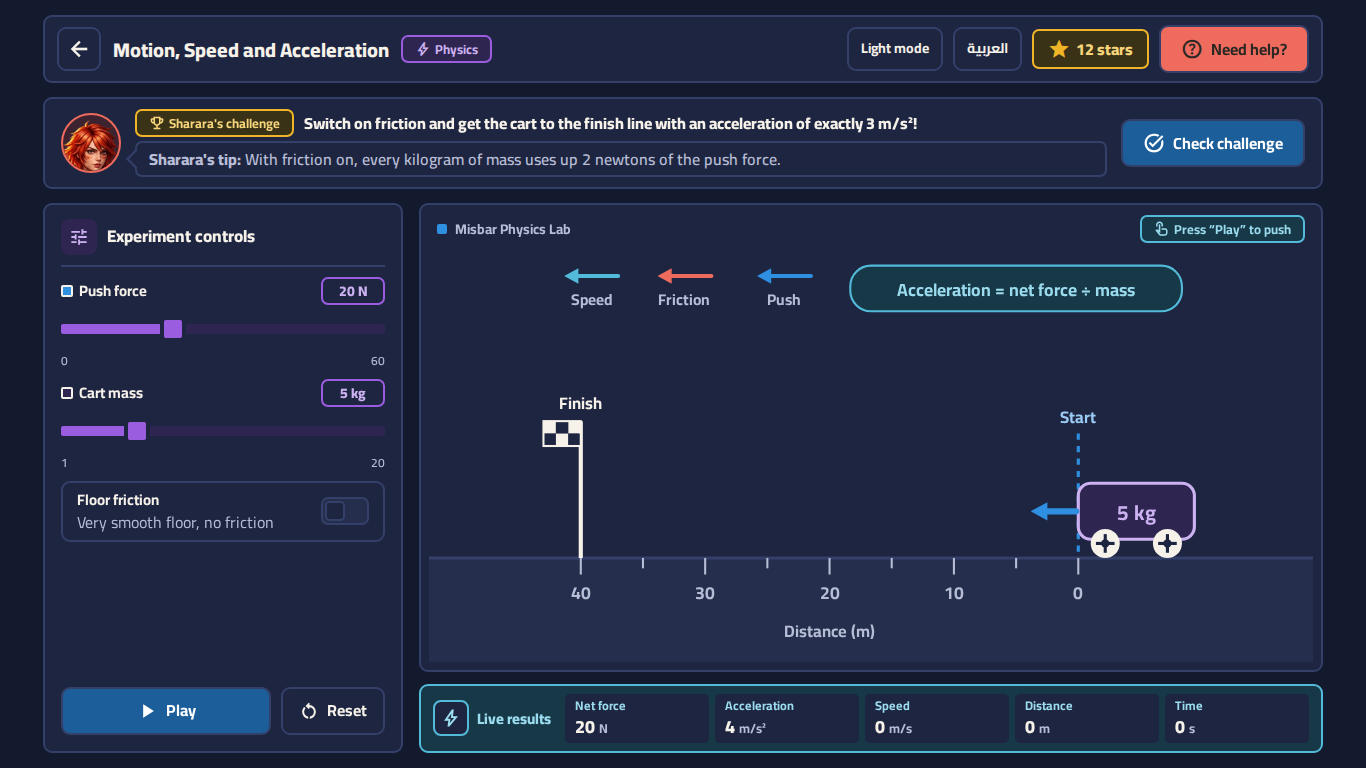 Motion, Speed and Acceleration
Physics
Light mode
العربية
12 stars
Need help?
Sharara's challenge
Switch on friction and get the cart to the finish line with an acceleration of exactly 3 m/s²!
Sharara's tip: With friction on, every kilogram of mass uses up 2 newtons of the push force.
Check challenge
Experiment controls
Push force
20 N
0
60
Cart mass
5 kg
1
20
Floor friction
Very smooth floor, no friction
Play
Reset
Misbar Physics Lab
Press “Play” to push
Speed
Friction
Push
Acceleration = net force ÷ mass
Finish
Start
5 kg
40
30
20
10
0
Distance (m)
Live results
Net force
20 N
Acceleration
4 m/s²
Speed
0 m/s
Distance
0 m
Time
0 s